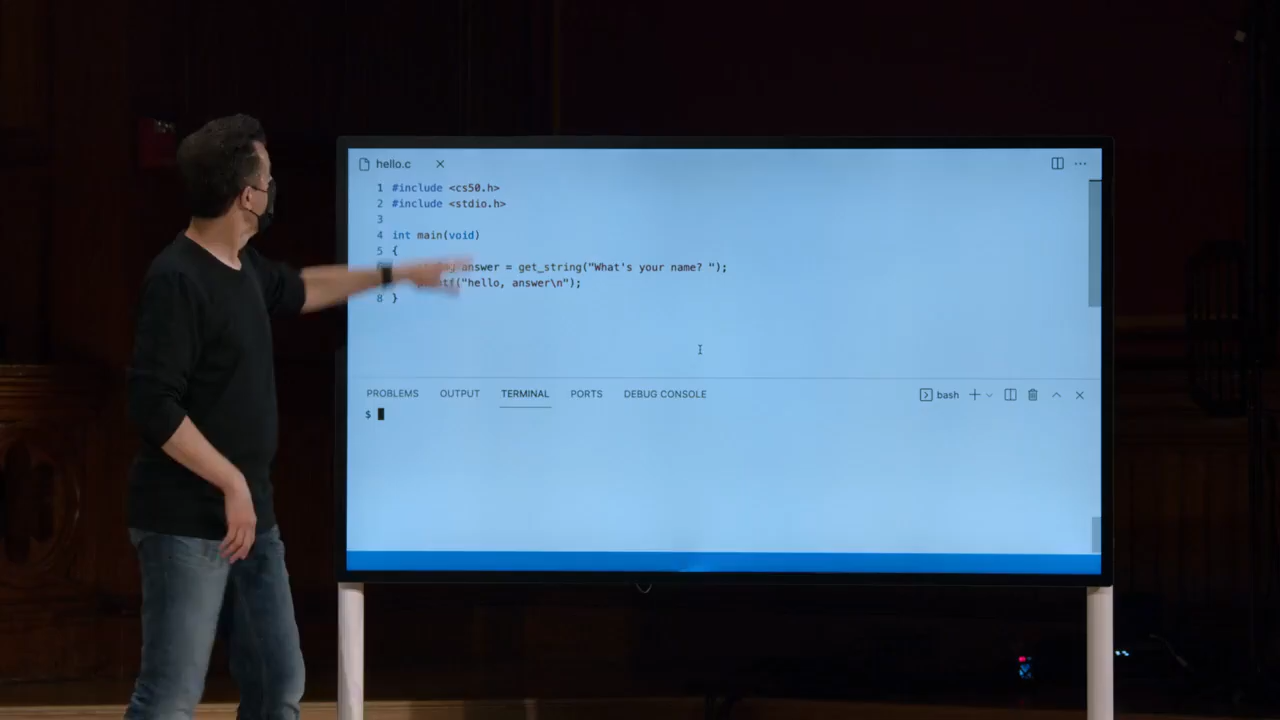 hello.c
1 #include <cs50.h>
2 #include <stdio.h>
3
4 int main(void)
5 {
answer = get_string("What's your name? ");
("hello, answer\n");
8 }
PROBLEMS OUTPUT TERMINAL PORTS DEBUG CONSOLE bash
$